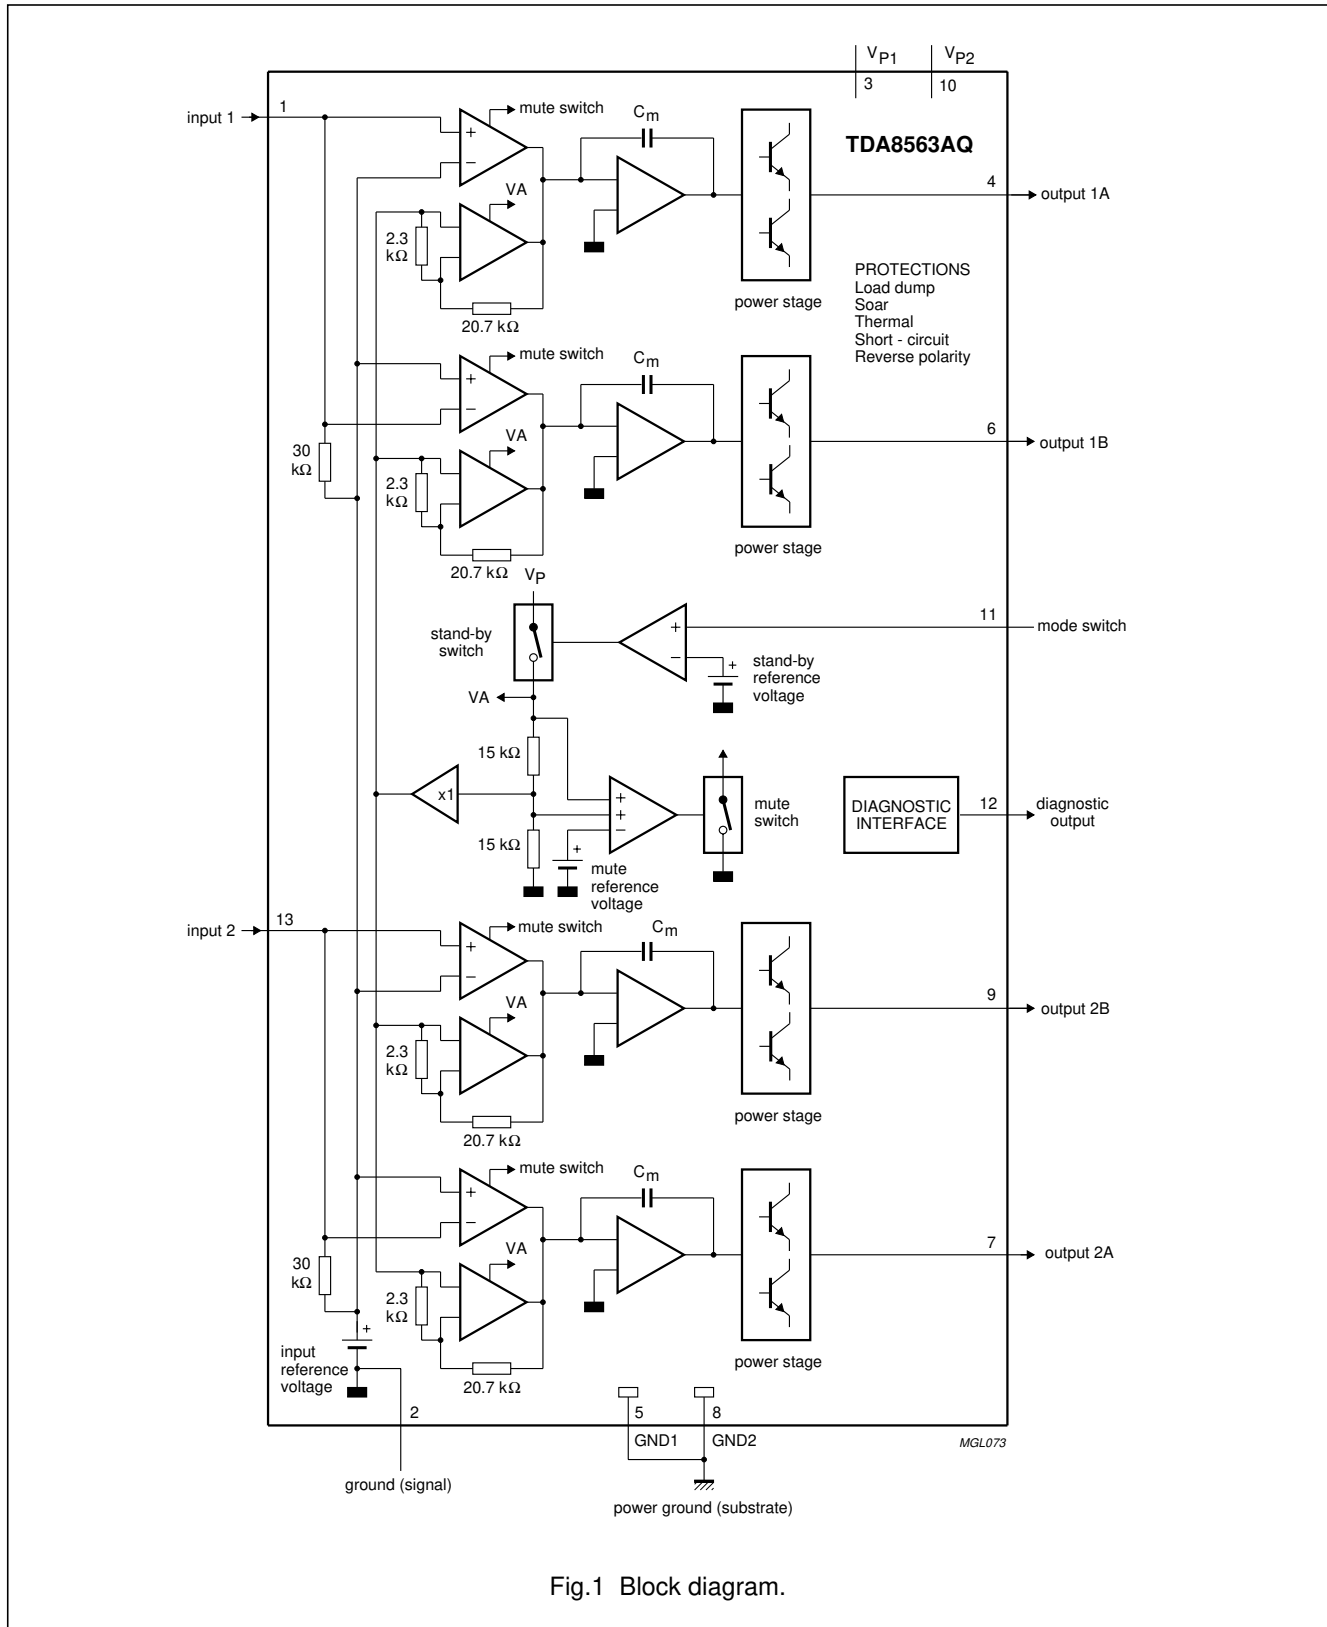 VP1
VP2
3
10
input 1
1
mute switch
Cm
TDA8563AQ
+
−
VA
4
output 1A
2.3
kΩ
20.7 kΩ
power stage
PROTECTIONS
Load dump
Soar
Thermal
Short - circuit
Reverse polarity
mute switch
Cm
+
−
VA
6
output 1B
30
kΩ
2.3
kΩ
20.7 kΩ
power stage
VP
stand-by
switch
+
−
11
mode switch
+
stand-by
reference
voltage
VA
15 kΩ
x1
+
+
−
mute
switch
DIAGNOSTIC
INTERFACE
12
diagnostic
output
15 kΩ
+
mute
reference
voltage
input 2
13
mute switch
Cm
+
−
VA
9
output 2B
2.3
kΩ
20.7 kΩ
power stage
mute switch
Cm
+
−
VA
7
output 2A
30
kΩ
2.3
kΩ
+
input
reference
voltage
20.7 kΩ
power stage
2
5
8
GND1
GND2
MGL073
ground (signal)
power ground (substrate)
Fig.1 Block diagram.